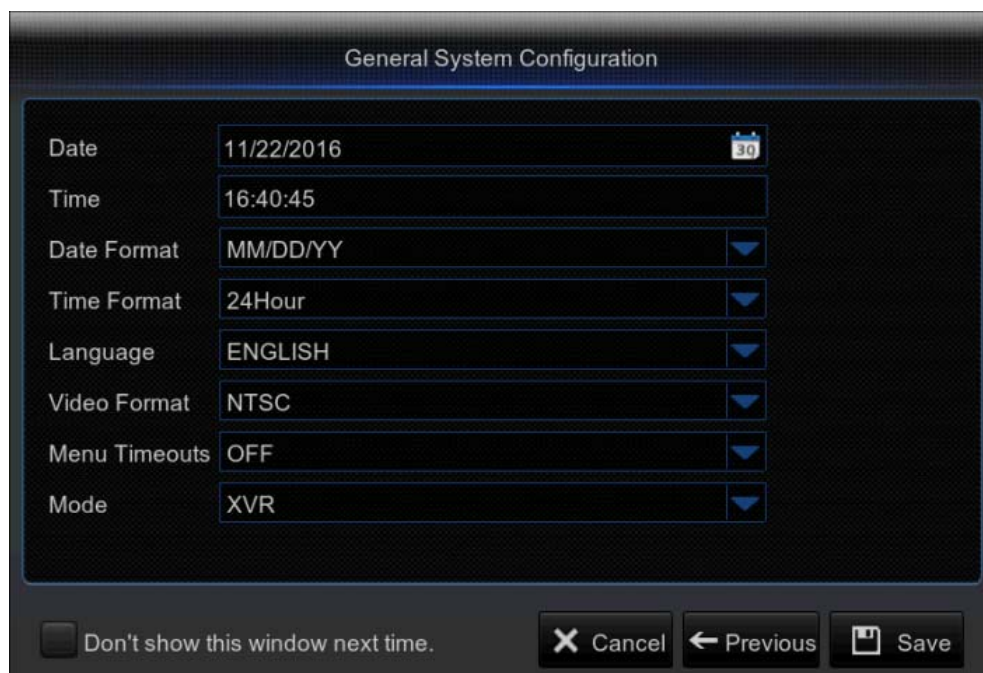 General System Configuration
Date 11/22/2016 30
Time 16:40:45
Date Format MM/DD/YY
Time Format 24Hour
Language ENGLISH
Video Format NTSC
Menu Timeouts OFF
Mode XVR
Don't show this window next time. Cancel Previous Save